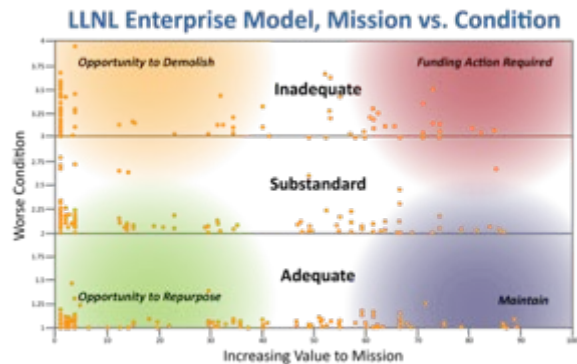 LLNL Enterprise Model, Mission vs. Condition
Opportunity to Demolish
Funding Action Required
Inadequate
Substandard
Adequate
Opportunity to Repurpose
Maintain
Worse Condition
4
3.75
3.5
3.25
3
2.75
2.5
2.25
2
1.75
1.5
1.25
1
0
10
20
30
40
50
60
70
80
90
100
Increasing Value to Mission